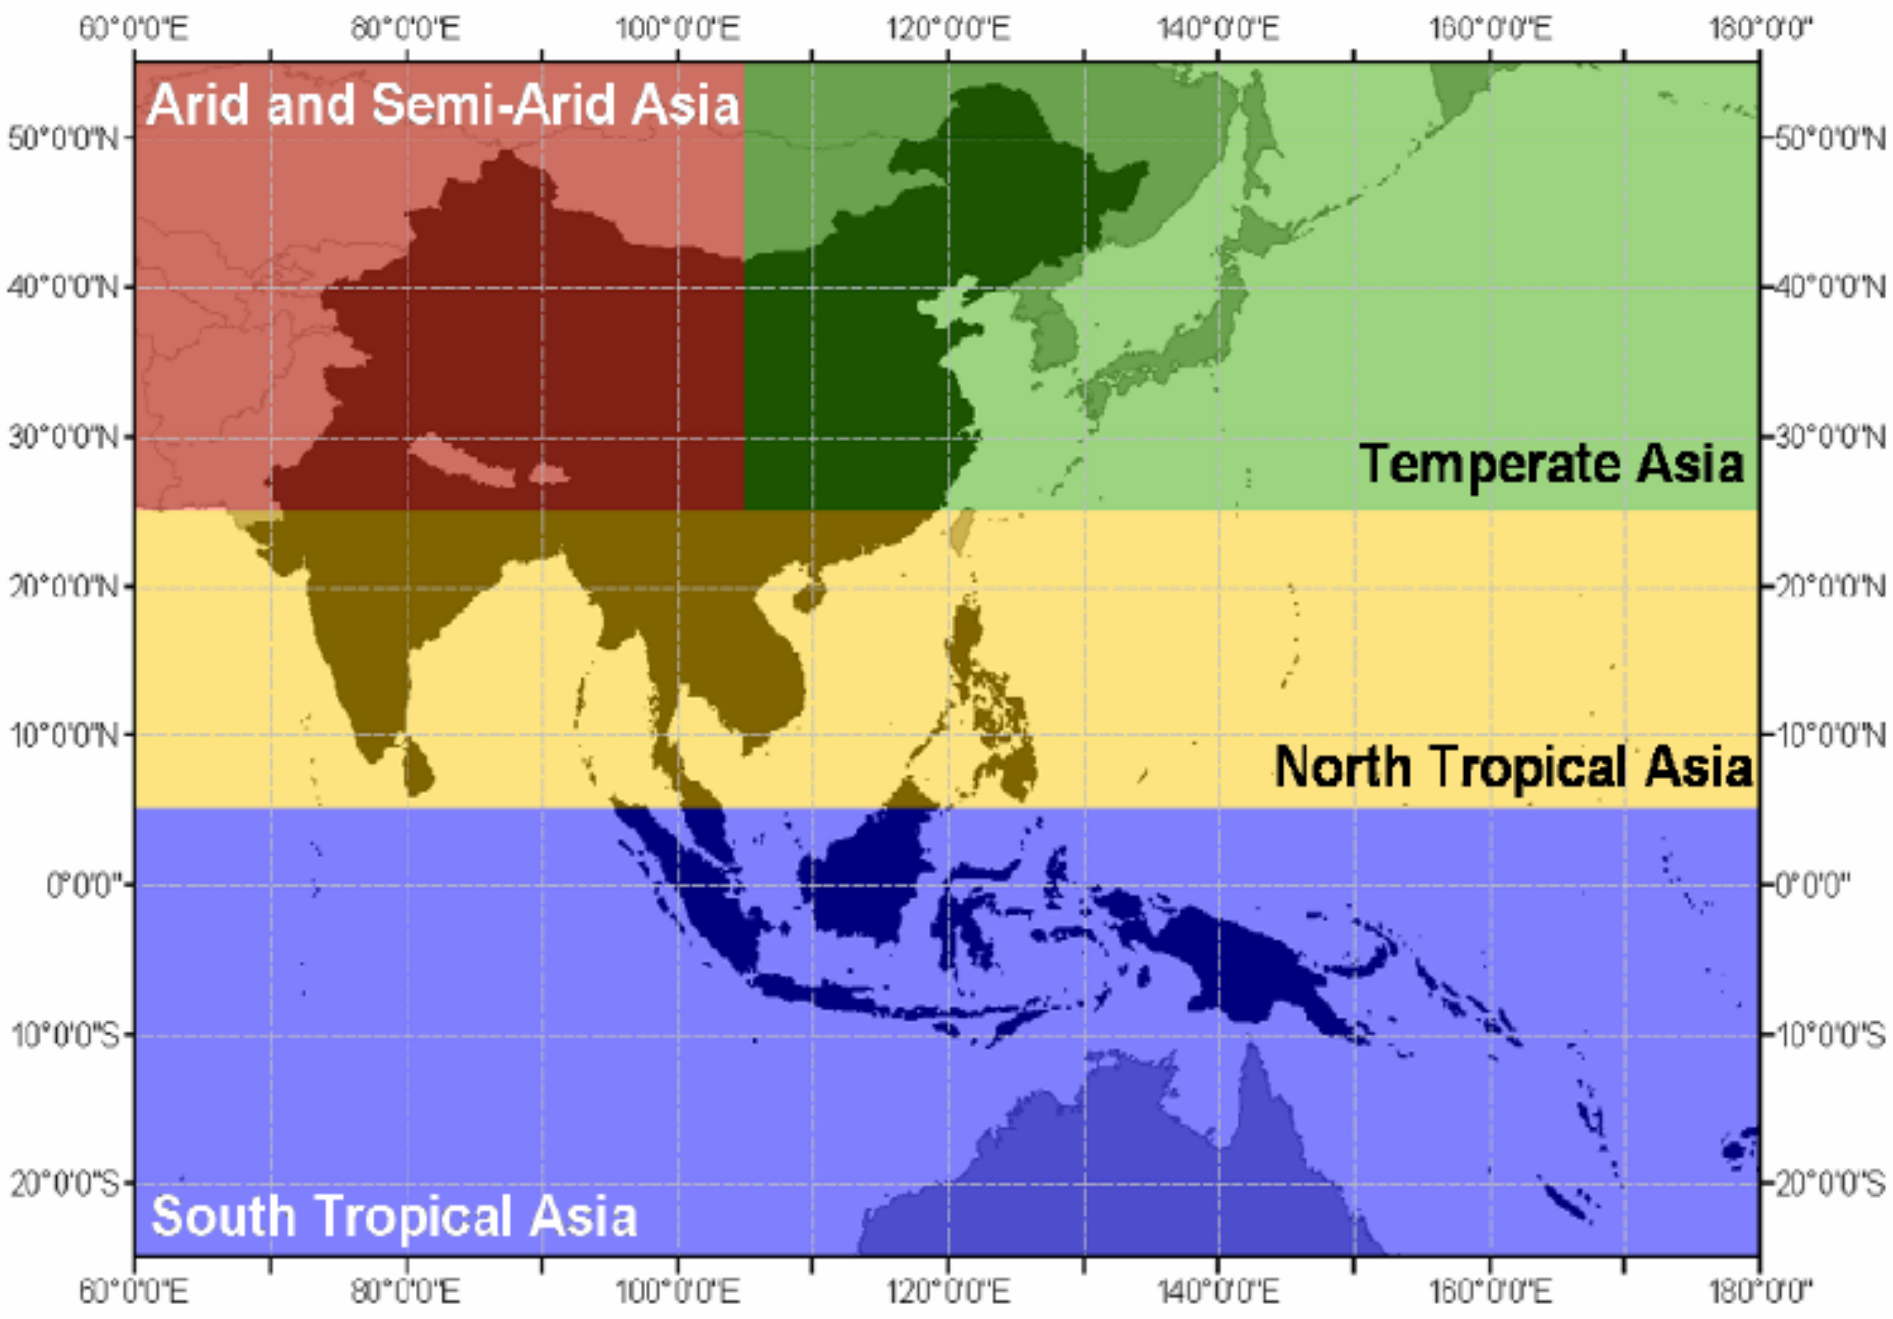 60°0'0"E 80°0'0"E 100°0'0"E 120°0'0"E 140°0'0"E 160°0'0"E 180°0'0"
Arid and Semi-Arid Asia
50°0'0"N 50°0'0"N
40°0'0"N 40°0'0"N
30°0'0"N 30°0'0"N
Temperate Asia
20°0'0"N 20°0'0"N
10°0'0"N 10°0'0"N
North Tropical Asia
0°0'0" 0°0'0"
10°0'0"S 10°0'0"S
20°0'0"S 20°0'0"S
South Tropical Asia
60°0'0"E 80°0'0"E 100°0'0"E 120°0'0"E 140°0'0"E 160°0'0"E 180°0'0"